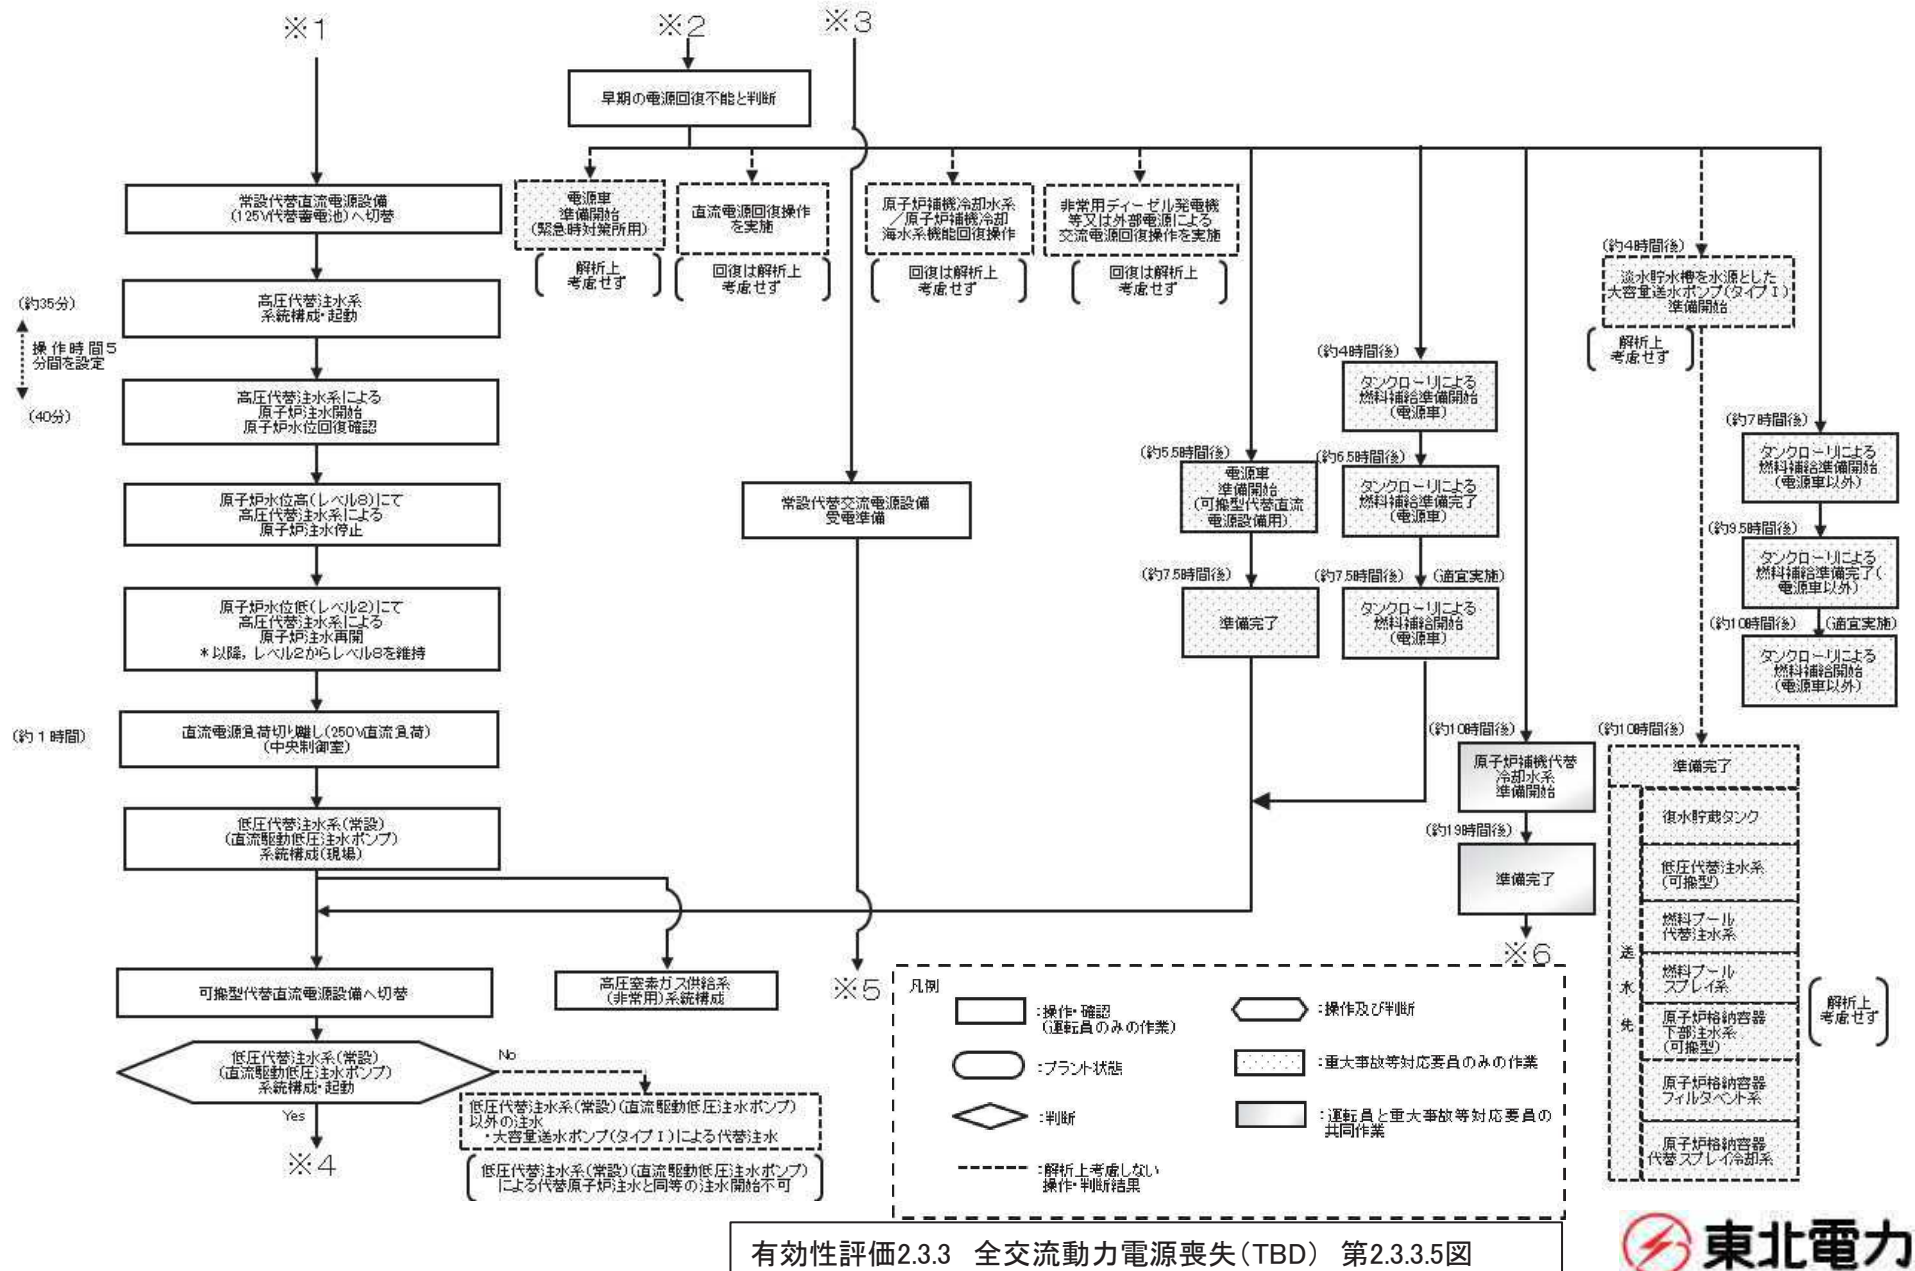 ※1
※2
※3
早期の電源回復不能と判断
常設代替直流電源設備
(125V代替蓄電池)へ切替
(約35分)
操作時間5
分間を設定
(40分)
高圧代替注水系
系統構成・起動
高圧代替注水系による
原子炉注水開始
原子炉水位回復確認
原子炉水位高(レベル8)にて
高圧代替注水系による
原子炉注水停止
原子炉水位低(レベル2)にて
高圧代替注水系による
原子炉注水再開
*以降，レベル2からレベル8を維持
(約1時間)
直流電源負荷切り離し(250V直流負荷)
(中央制御室)
低圧代替注水系(常設)
(直流駆動低圧注水ポンプ)
系統構成(現場)
可搬型代替直流電源設備へ切替
低圧代替注水系(常設)
(直流駆動低圧注水ポンプ)
系統構成・起動
No
Yes
※4
低圧代替注水系(常設)(直流駆動低圧注水ポンプ)
以外の注水
・大容量送水ポンプ(タイプⅠ)による代替注水
低圧代替注水系(常設)(直流駆動低圧注水ポンプ)
による代替原子炉注水と同等の注水開始不可
高圧窒素ガス供給系
(非常用)系統構成
電源車
準備開始
(緊急時対策所用)
解析上
考慮せず
直流電源回復操作
を実施
回復は解析上
考慮せず
原子炉補機冷却水系
／原子炉補機冷却
海水系機能回復操作
回復は解析上
考慮せず
非常用ディーゼル発電機
等又は外部電源による
交流電源回復操作を実施
回復は解析上
考慮せず
常設代替交流電源設備
受電準備
※5
(約5.5時間後)
電源車
準備開始
(可搬型代替直流
電源設備用)
(約7.5時間後)
準備完了
(約4時間後)
タンクローリによる
燃料補給準備開始
(電源車)
(約6.5時間後)
タンクローリによる
燃料補給準備完了
(電源車)
(約7.5時間後)
(適宜実施)
タンクローリによる
燃料補給開始
(電源車)
(約10時間後)
原子炉補機代替
冷却水系
準備開始
(約19時間後)
準備完了
※6
(約4時間後)
淡水貯水槽を水源とした
大容量送水ポンプ(タイプⅠ)
準備開始
解析上
考慮せず
(約10時間後)
準備完了
送
水
先
復水貯蔵タンク
低圧代替注水系
(可搬型)
燃料プール
代替注水系
燃料プール
スプレイ系
原子炉格納容器
下部注水系
(可搬型)
原子炉格納容器
フィルタベント系
原子炉格納容器
代替スプレイ冷却系
解析上
考慮せず
(約7時間後)
タンクローリによる
燃料補給準備開始
(電源車以外)
(約9.5時間後)
タンクローリによる
燃料補給準備完了(
電源車以外)
(約10時間後)
(適宜実施)
タンクローリによる
燃料補給開始
(電源車以外)
凡例
:操作・確認
(運転員のみの作業)
:プラント状態
:判断
:解析上考慮しない
操作・判断結果
:操作及び判断
:重大事故等対応要員のみの作業
:運転員と重大事故等対応要員の
共同作業
有効性評価2.3.3 全交流動力電源喪失(TBD) 第2.3.3.5図
東北電力